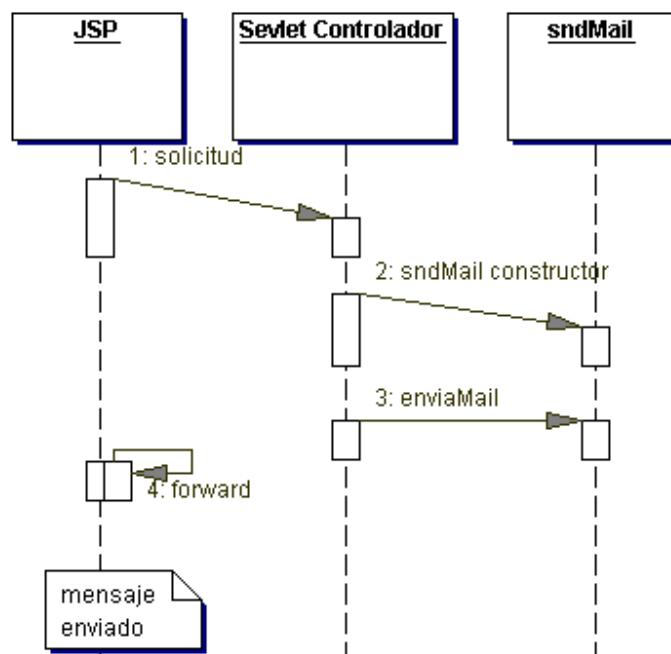 JSP
Sevlet Controlador
sndMail
1: solicitud
2: sndMail constructor
3: enviaMail
4: forward
mensaje
enviado